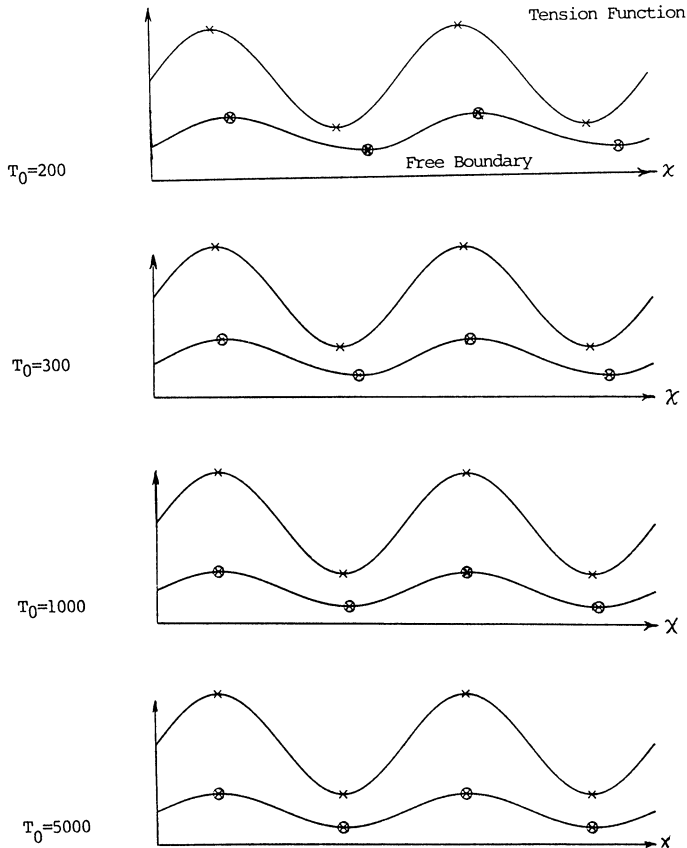 Tension Function
Free Boundary
T0=200
χ
T0=300
χ
T0=1000
χ
T0=5000
x